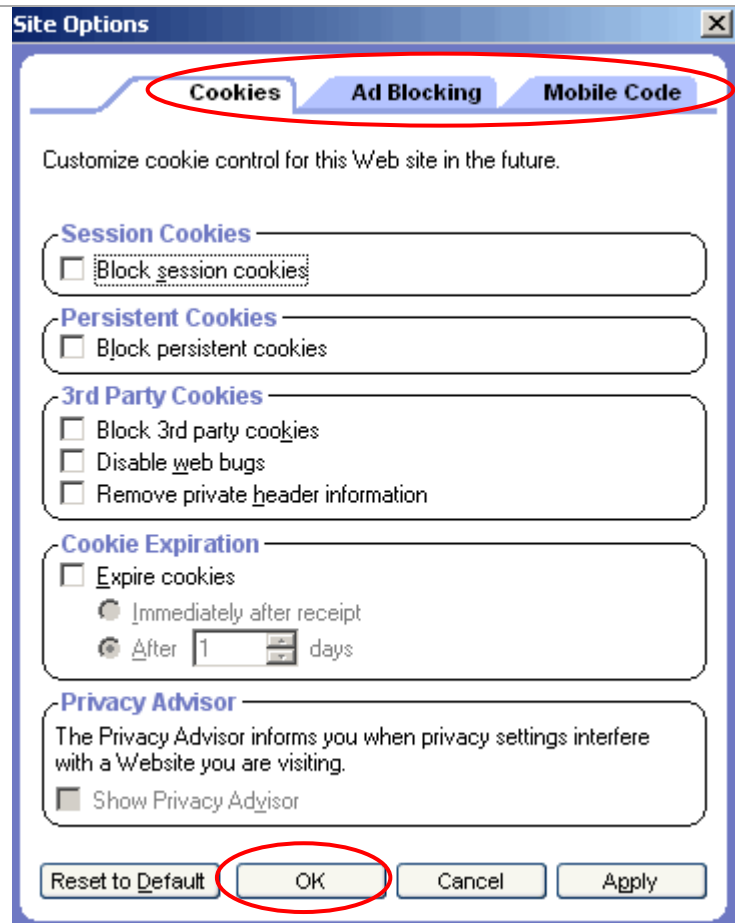 Site Options
Cookies Ad Blocking Mobile Code
Customize cookie control for this Web site in the future.
Session Cookies
Block session cookies
Persistent Cookies
Block persistent cookies
3rd Party Cookies
Block 3rd party cookies
Disable web bugs
Remove private header information
Cookie Expiration
Expire cookies
Immediately after receipt
After 1 days
Privacy Advisor
The Privacy Advisor informs you when privacy settings interfere
with a Website you are visiting.
Show Privacy Advisor
Reset to Default OK Cancel Apply